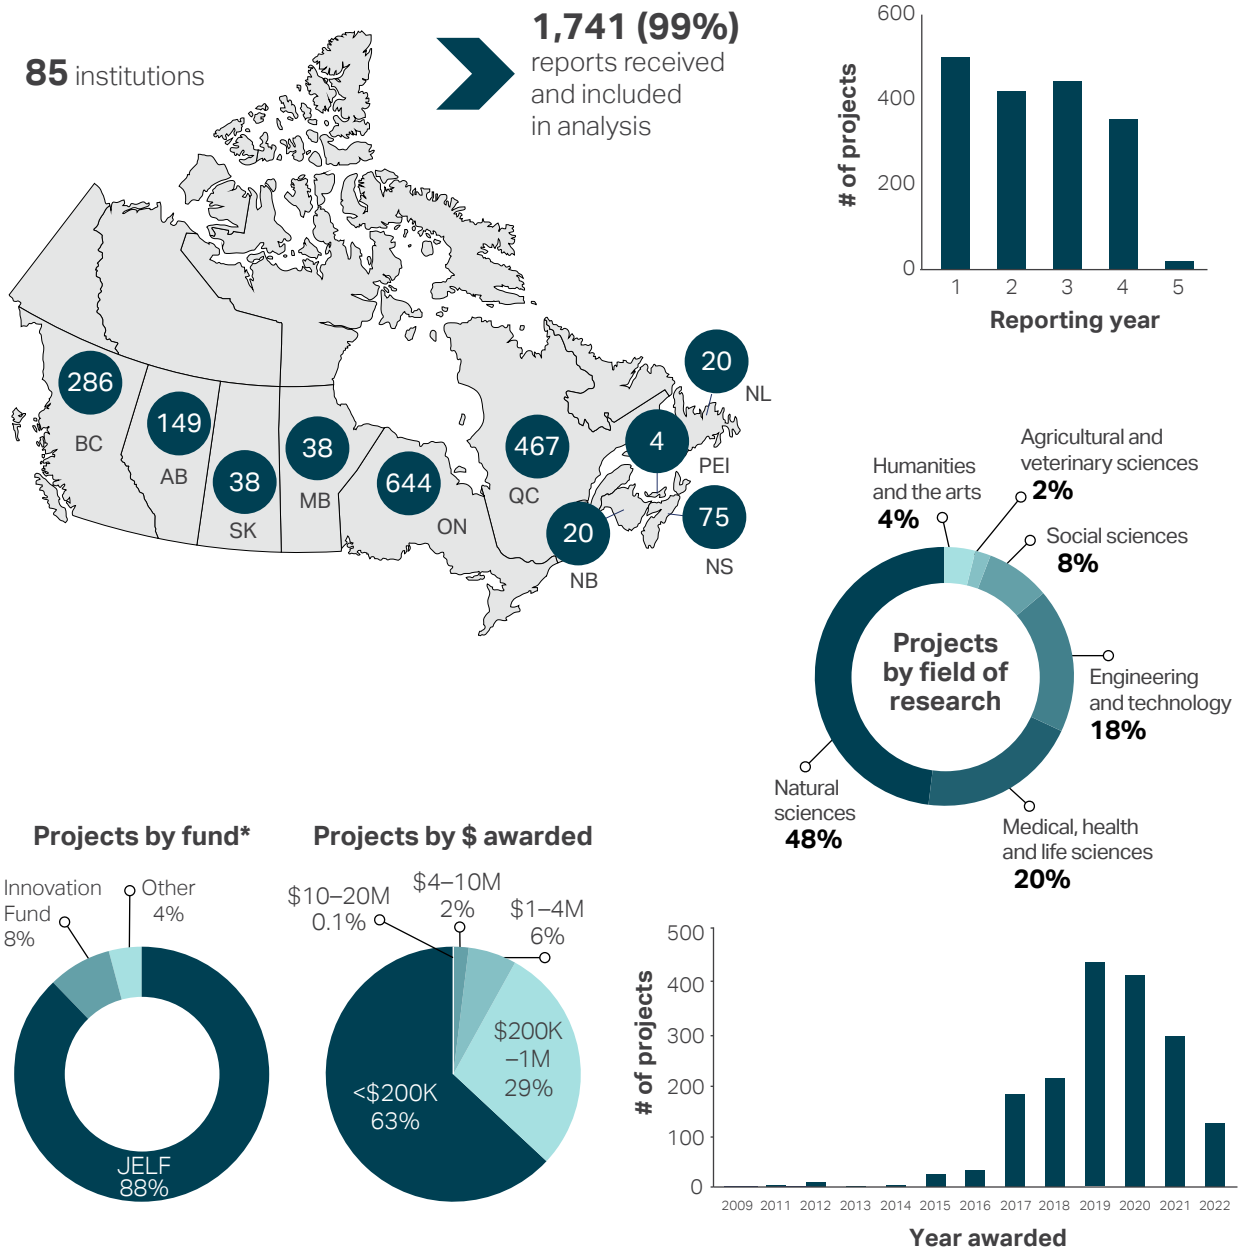 85 institutions
1,741 (99%)
reports received
and included
in analysis
600
400
200
0
# of projects
1 2 3 4 5
Reporting year
286
BC
149
AB
38
SK
38
MB
644
ON
467
QC
20
NB
4
PEI
20
NL
75
NS
Humanities
and the arts
4%
Agricultural and
veterinary sciences
2%
Social sciences
8%
Engineering
and technology
18%
Medical, health
and life sciences
20%
Natural
sciences
48%
Projects
by field of
research
Projects by fund*
Innovation
Fund
8%
Other
4%
JELF
88%
Projects by $ awarded
$10–20M
0.1%
$4–10M
2%
$1–4M
6%
$200K
–1M
29%
<$200K
63%
500
400
300
200
100
0
# of projects
2009 2011 2012 2013 2014 2015 2016 2017 2018 2019 2020 2021 2022
Year awarded